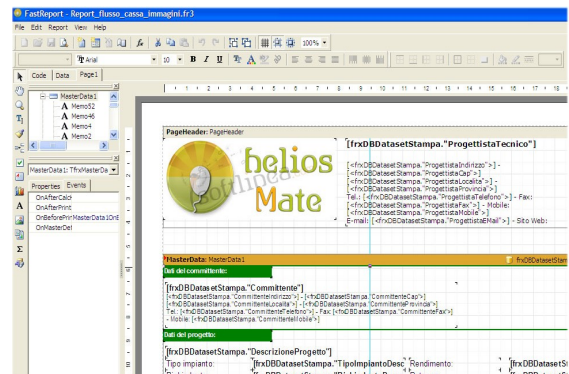 FastReport - Report_flusso_cassa_immagini.fr3
File Edit Report View Help
100%
Arial 10 B I U
Code Data Page1
MasterData1
Memo52
Memo46
Memo4
Memo2
MasterData1: TfrxMasterDa
Properties Events
OnAfterCalcH
OnAfterPrint
OnBeforePrin MasterData1OnB
OnMasterDet
PageHeader: PageHeader
helios
Mate
softlinea
[frxDBDatasetStampa."ProgettistaTecnico"]
[<frxDBDatasetStampa."ProgettistaIndirizzo">] -
[<frxDBDatasetStampa."ProgettistaCap">]
[<frxDBDatasetStampa."ProgettistaLocalita">] -
[<frxDBDatasetStampa."ProgettistaProvincia">]
Tel.: [<frxDBDatasetStampa."ProgettistaTelefono">] - Fax:
[<frxDBDatasetStampa."ProgettistaFax">] - Mobile:
[<frxDBDatasetStampa."ProgettistaMobile">]
E-mail: [<frxDBDatasetStampa."ProgettistaEMail">] - Sito Web:
*MasterData: MasterData1
frxDBDatasetStam
Dati del committente:
[frxDBDatasetStampa."Committente"]
[<frxDBDatasetStampa."CommittenteIndirizzo">] - [<frxDBDatasetStampa."CommittenteCap">]
[<frxDBDatasetStampa."CommittenteLocalita">] - [<frxDBDatasetStampa."CommittenteProvincia">]
Tel.: [<frxDBDatasetStampa."CommittenteTelefono">] - Fax: [<frxDBDatasetStampa."CommittenteFax">]
- Mobile: [<frxDBDatasetStampa."CommittenteMobile">]
Dati del progetto:
[frxDBDatasetStampa."DescrizioneProgetto"]
Tipo impianto: [frxDBDatasetStampa."TipoImpiantoDesc Rendimento: [frxDBDatasetS